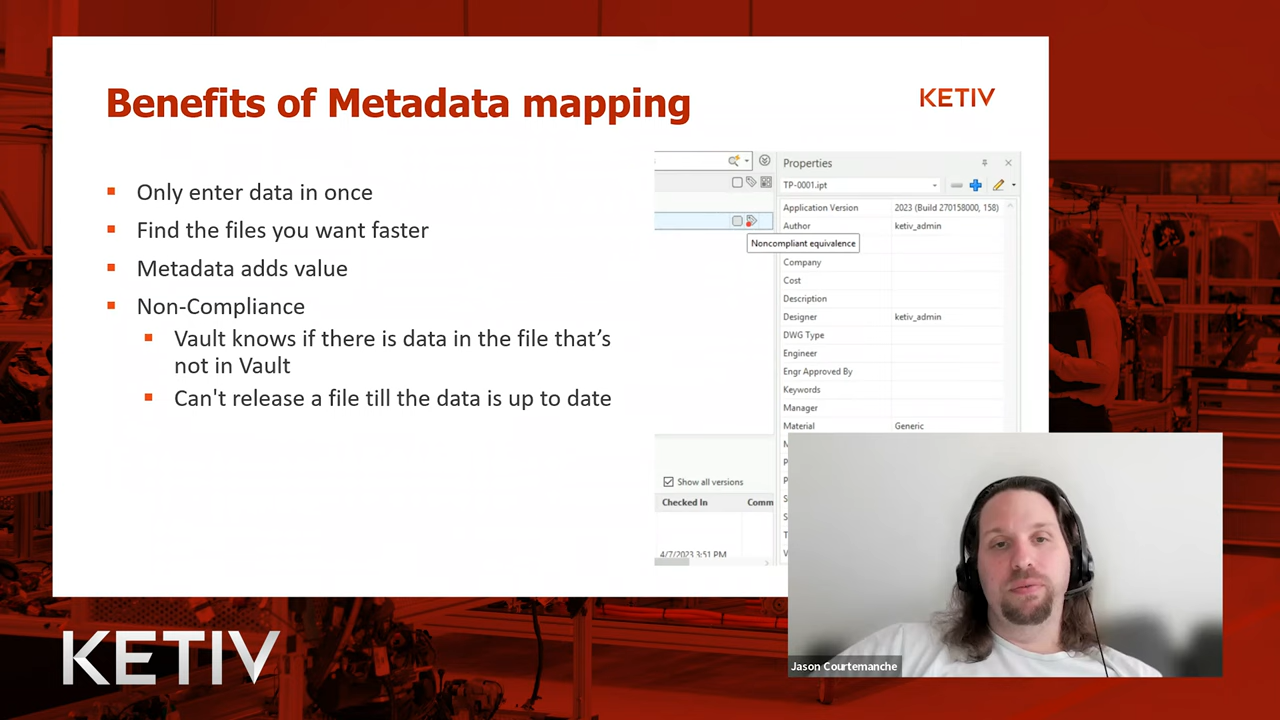 Benefits of Metadata mapping
KETIV
Only enter data in once
Find the files you want faster
Metadata adds value
Non-Compliance
Vault knows if there is data in the file that's
not in Vault
Can't release a file till the data is up to date
Properties
TP-0001.ipt
Application Version 2023 (Build 270158000, 158)
Author ketiv_admin
Noncompliant equivalence
Company
Cost
Description
Designer ketiv_admin
DWG Type
Engineer
Engr Approved By
Keywords
Manager
Material Generic
Show all versions
Checked In Comm
4/7/2023 3:51 PM
KETIV
Jason Courtemanche